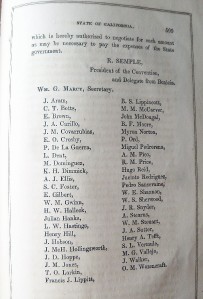 STATE OF CALIFORNIA.
which is hereby authorized to negotiate for such amount
as may be necessary to pay the expenses of the State
government.
R. SEMPLE,
President of the Convention,
and Delegate from Benicia.
WM. G. MARCY, Secretary.
J. Aram,
C. T. Botts,
E. Brown,
J. A. Carillo,
J. M. Covarrubias,
E. O. Crosby,
P. De La Guerra,
L. Dent,
M. Dominguez,
K. H. Dimmick,
A. J. Ellis,
S. C. Foster,
E. Gilbert,
W. M. Gwinn,
H. W. Halleck,
Julian Hanks,
L. W. Hastings,
Henry Hill,
J. Hobson,
J. McH. Hollingsworth,
J. D. Hoppe,
J. M. Jones,
T. O. Larkin,
Francis J. Lippitt,
B. S. Lippincott,
M. M. McCarver,
John McDougal,
B. F. Moore,
Myron Norton,
P. Ord,
Miguel Pedrorena,
A. M. Pico,
R. M. Price,
Hugo Reid,
Jacinto Rodriguez,
Pedro Sansevaine,
W. E. Shannon,
W. S. Sherwood,
J. R. Snyder,
A. Stearns,
W. M. Steuart,
J. A. Sutter,
Henry A. Tefft,
S. L. Vermule,
M. G. Vallejo,
J. Walker,
O. M. Wozencraft.